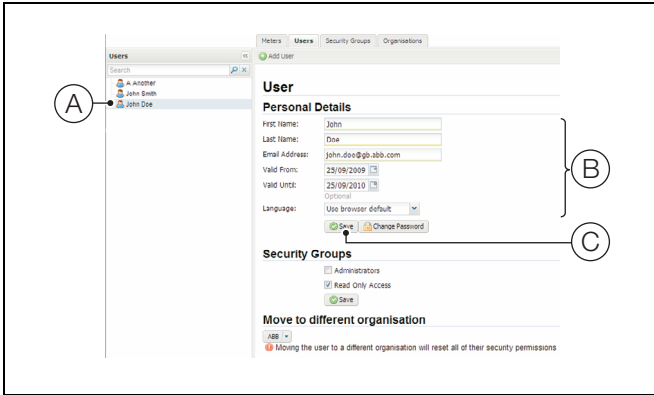 Meters Users Security Groups Organisations
Users «
Add User
Search
A Another
John Smith
John Doe
A
User
Personal Details
First Name: John
Last Name: Doe
Email Address: john.doe@gb.abb.com
Valid From: 25/09/2009
Valid Until: 25/09/2010
Optional
Language: Use browser default
B
Save Change Password
C
Security Groups
Administrators
Read Only Access
Save
Move to different organisation
ABB
Moving the user to a different organisation will reset all of their security permissions